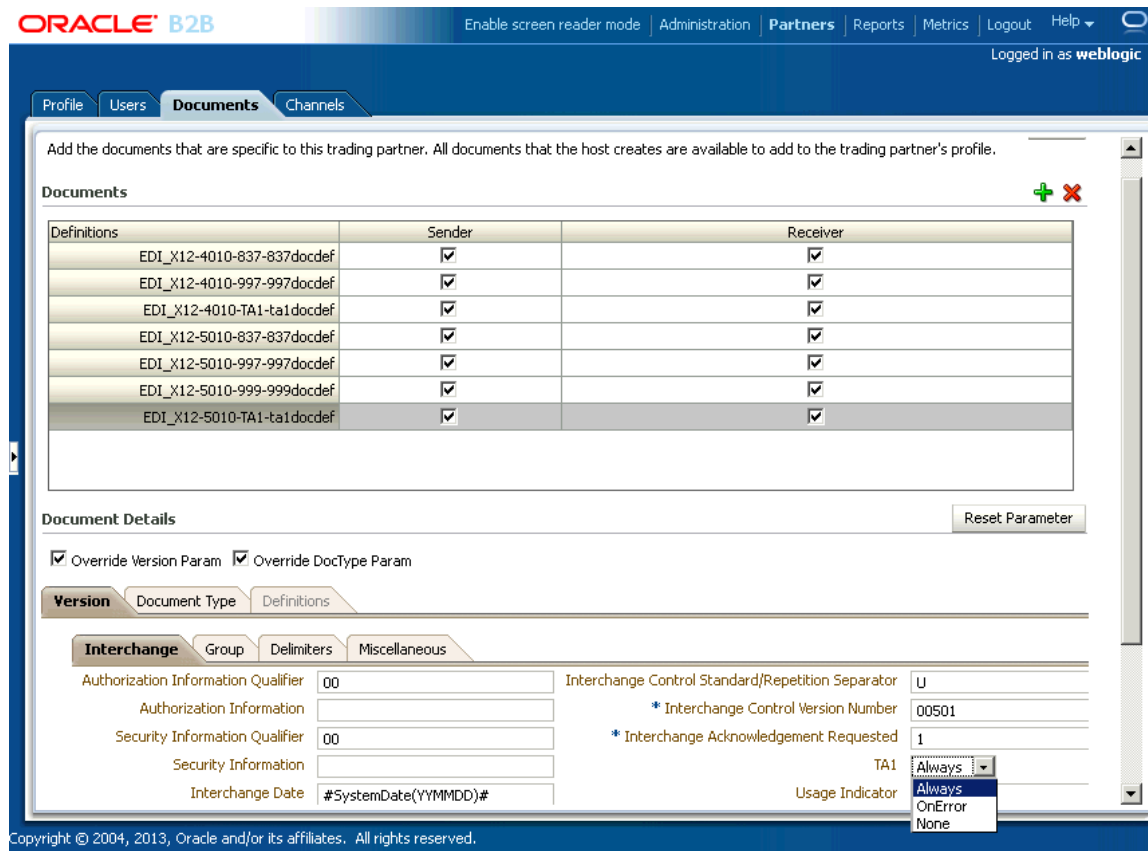 ORACLE B2B Enable screen reader mode Administration Partners Reports Metrics Logout Help
Logged in as weblogic
Profile Users Documents Channels
Add the documents that are specific to this trading partner. All documents that the host creates are available to add to the trading partner's profile.
Documents
Definitions Sender Receiver
EDI_X12-4010-837-837docdef
EDI_X12-4010-997-997docdef
EDI_X12-4010-TA1-ta1docdef
EDI_X12-5010-837-837docdef
EDI_X12-5010-997-997docdef
EDI_X12-5010-999-999docdef
EDI_X12-5010-TA1-ta1docdef
Document Details Reset Parameter
Override Version Param Override DocType Param
Version Document Type Definitions
Interchange Group Delimiters Miscellaneous
Authorization Information Qualifier 00 Interchange Control Standard/Repetition Separator U
Authorization Information * Interchange Control Version Number 00501
Security Information Qualifier 00 * Interchange Acknowledgement Requested 1
Security Information TA1 Always
Interchange Date #SystemDate(YYMMDD)# Usage Indicator Always
OnError
None
Copyright © 2004, 2013, Oracle and/or its affiliates. All rights reserved.